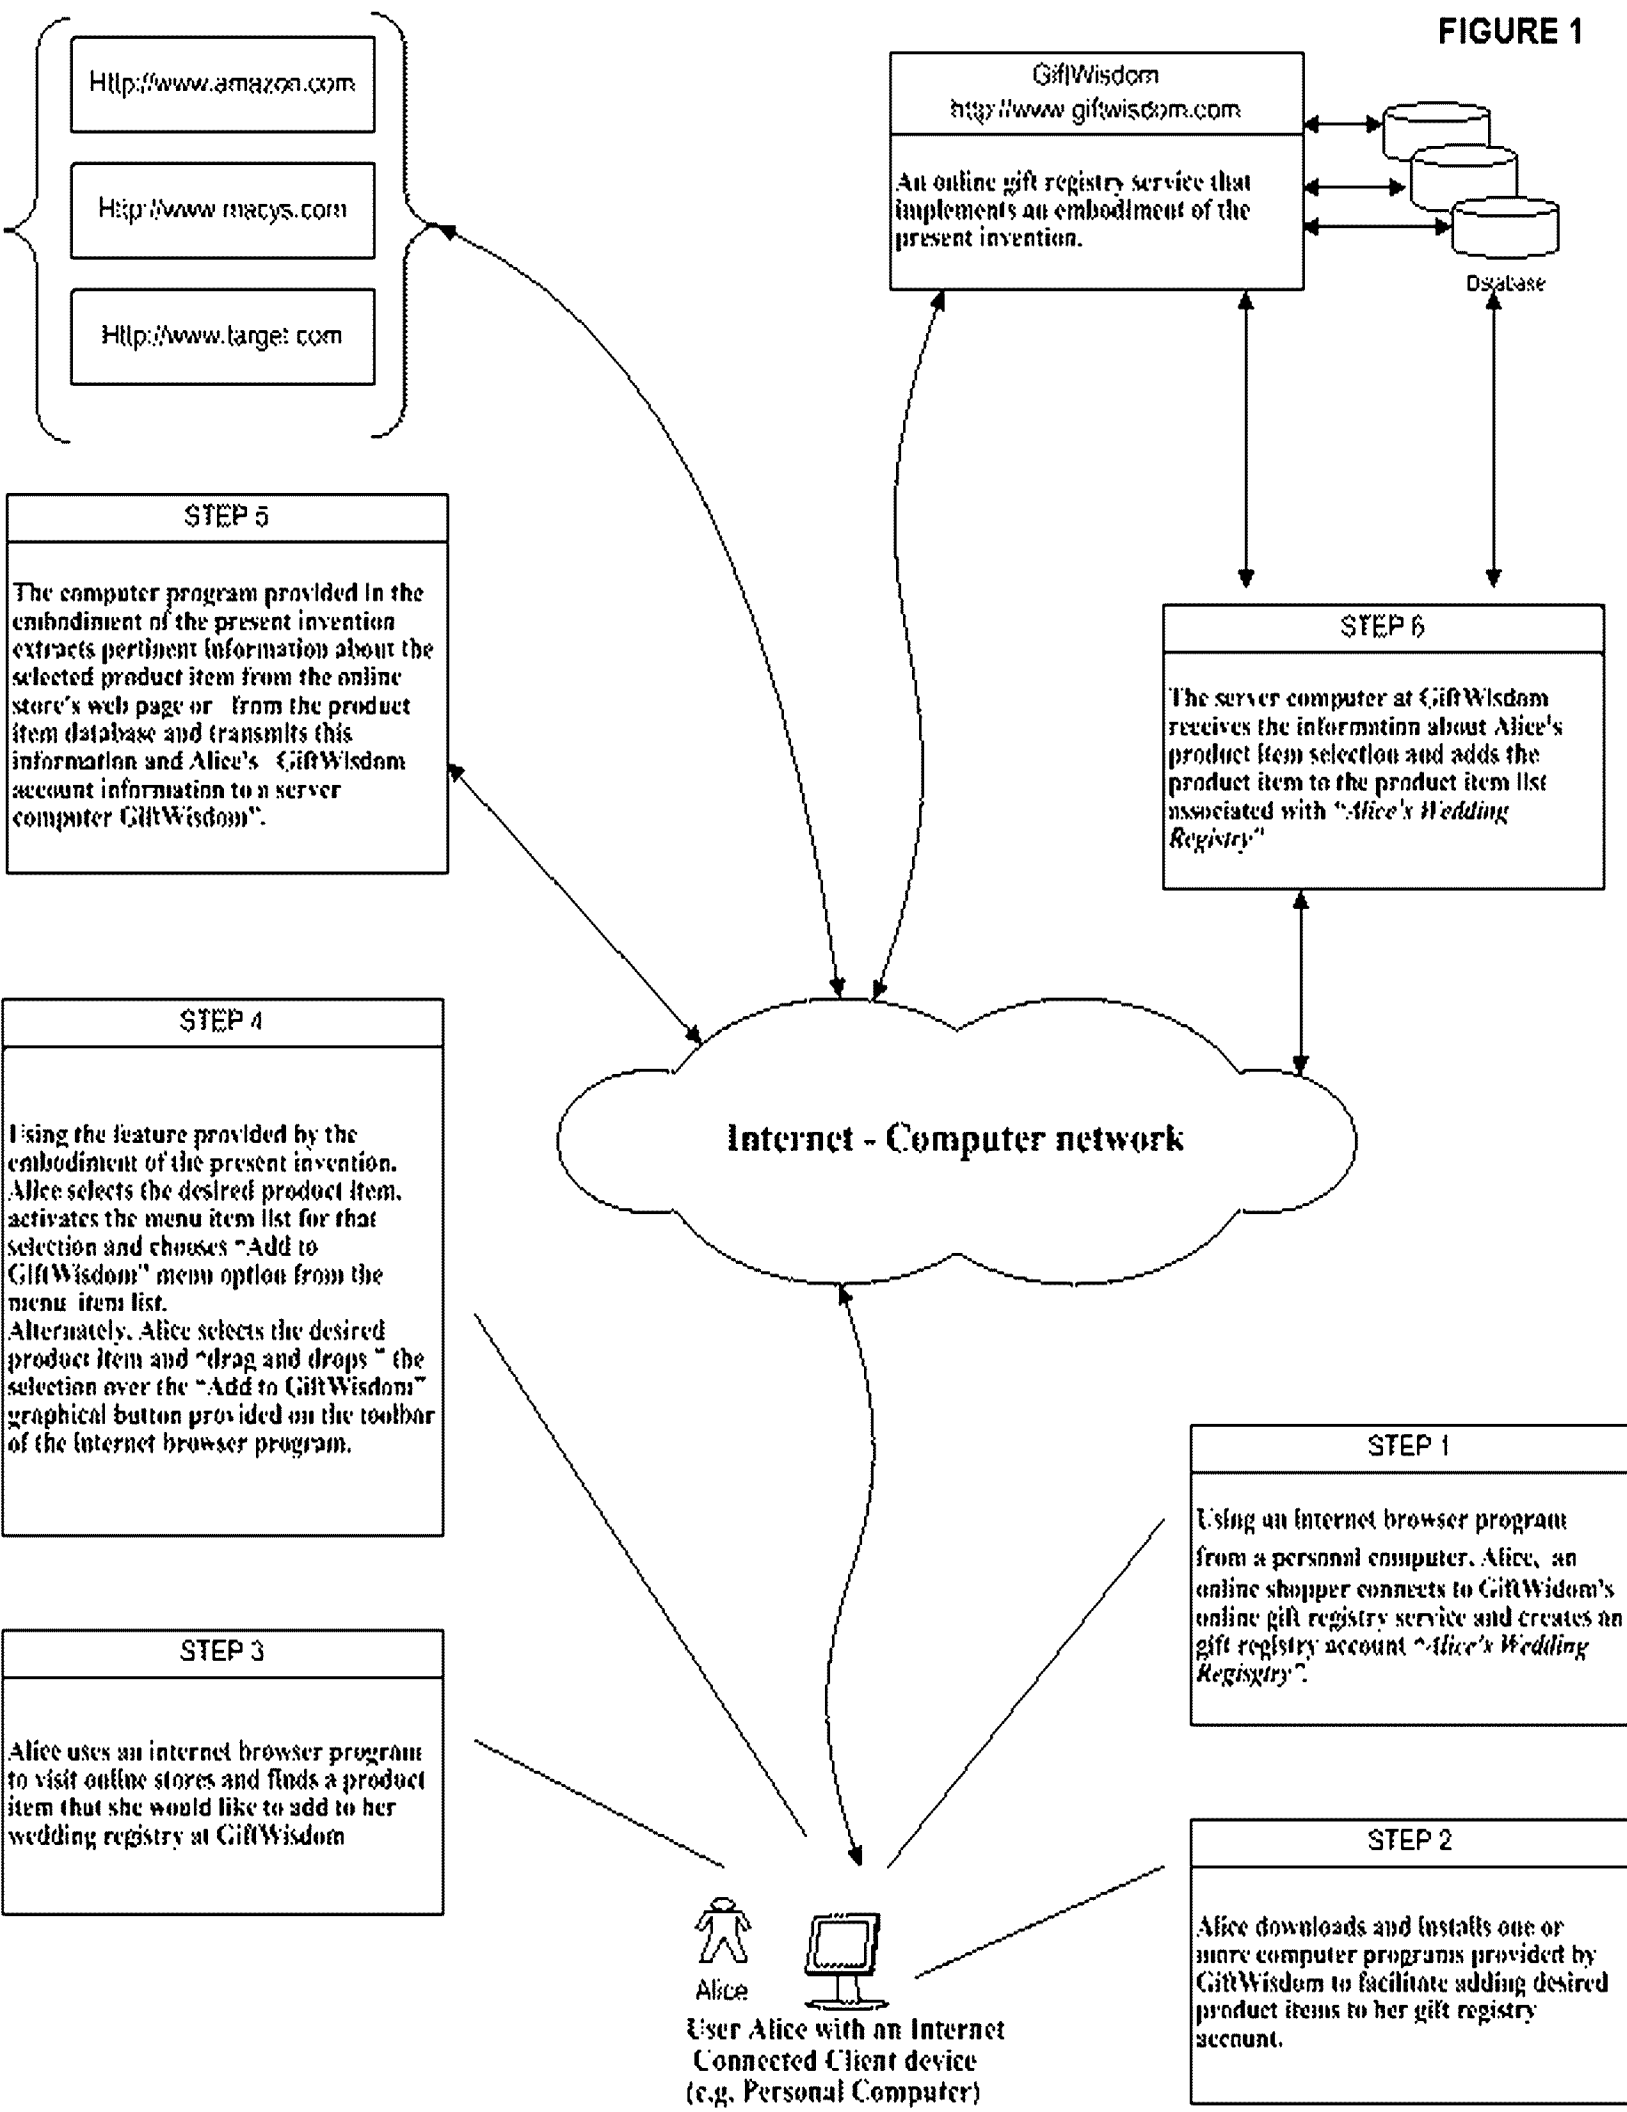 FIGURE 1
Http://www.amazon.com
Http://www.macys.com
Http://www.target.com
GiftWisdom
http://www.giftwisdom.com
An online gift registry service that
implements an embodiment of the
present invention.
Database
STEP 5
The computer program provided in the
embodiment of the present invention
extracts pertinent information about the
selected product item from the online
store's web page or from the product
item database and transmits this
information and Alice's GiftWisdom
account information to a server
computer GiftWisdom".
STEP 6
The server computer at GiftWisdom
receives the information about Alice's
product item selection and adds the
product item to the product item list
associated with "Alice's Wedding
Registry"
STEP 4
Using the feature provided by the
embodiment of the present invention.
Alice selects the desired product item,
activates the menu item list for that
selection and chooses "Add to
GiftWisdom" menu option from the
menu item list.
Alternately, Alice selects the desired
product item and "drag and drops " the
selection over the "Add to GiftWisdom"
graphical button provided on the toolbar
of the Internet browser program.
Internet - Computer network
STEP 1
Using an Internet browser program
from a personal computer, Alice, an
online shopper connects to GiftWidom's
online gift registry service and creates an
gift registry account "Alice's Wedding
Regisgtry".
STEP 3
Alice uses an internet browser program
to visit online stores and finds a product
item that she would like to add to her
wedding registry at GiftWisdom
STEP 2
Alice downloads and installs one or
more computer programs provided by
GiftWisdom to facilitate adding desired
product items to her gift registry
account.
Alice
User Alice with an Internet
Connected Client device
(e.g. Personal Computer)